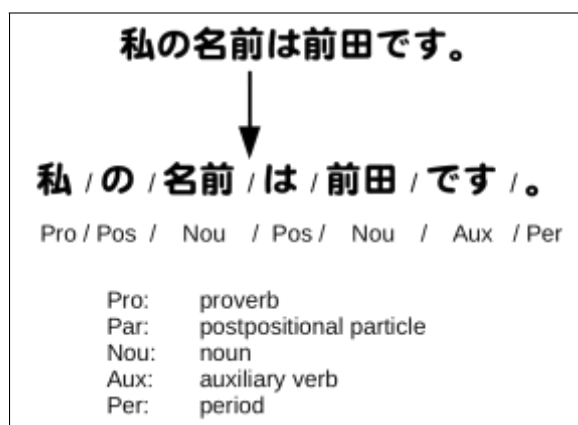 私の名前は前田です。
私 / の / 名前 / は / 前田 / です / 。
Pro / Pos / Nou / Pos / Nou / Aux / Per
Pro: proverb
Par: postpositional particle
Nou: noun
Aux: auxiliary verb
Per: period